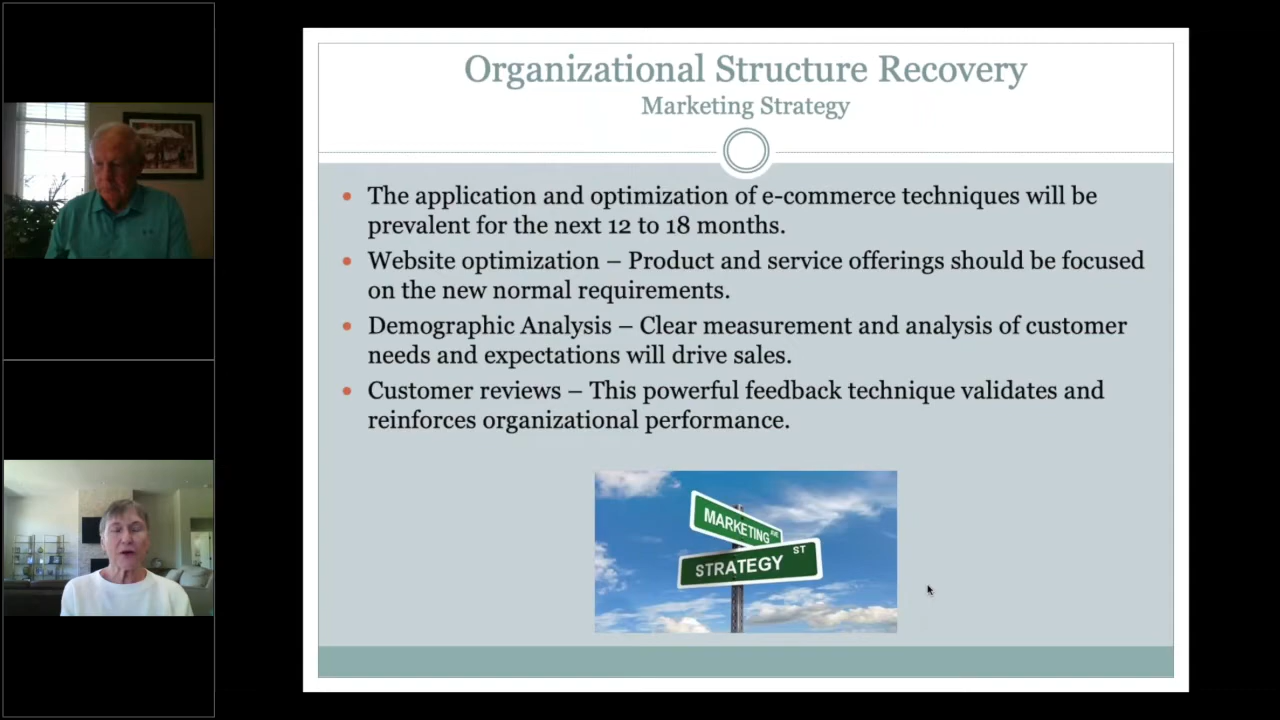 Organizational Structure Recovery
Marketing Strategy
• The application and optimization of e-commerce techniques will be
prevalent for the next 12 to 18 months.
• Website optimization – Product and service offerings should be focused
on the new normal requirements.
• Demographic Analysis – Clear measurement and analysis of customer
needs and expectations will drive sales.
• Customer reviews – This powerful feedback technique validates and
reinforces organizational performance.
MARKETING AVE
STRATEGY ST